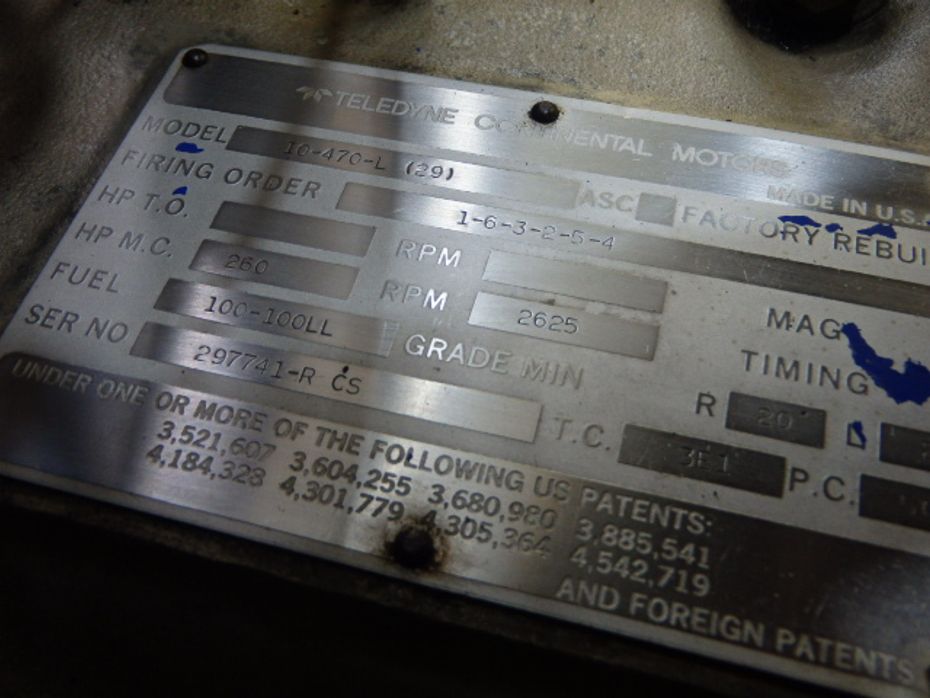 TELEDYNE CONTINENTAL MOTORS
MADE IN U.S.A
MODEL IO-470-L (29) ASC FACTORY REBUI
FIRING ORDER 1-6-3-2-5-4
HP T.O. RPM
HP M.C. 260 RPM 2625 MAG
FUEL 100-100LL GRADE MIN TIMING
SER NO 297741-R CS T.C. 3E1 R 20° P.C.
UNDER ONE OR MORE OF THE FOLLOWING US PATENTS:
3,521,607 3,604,255 3,680,980 3,885,541
4,184,328 4,301,779 4,305,364 4,542,719
AND FOREIGN PATENTS